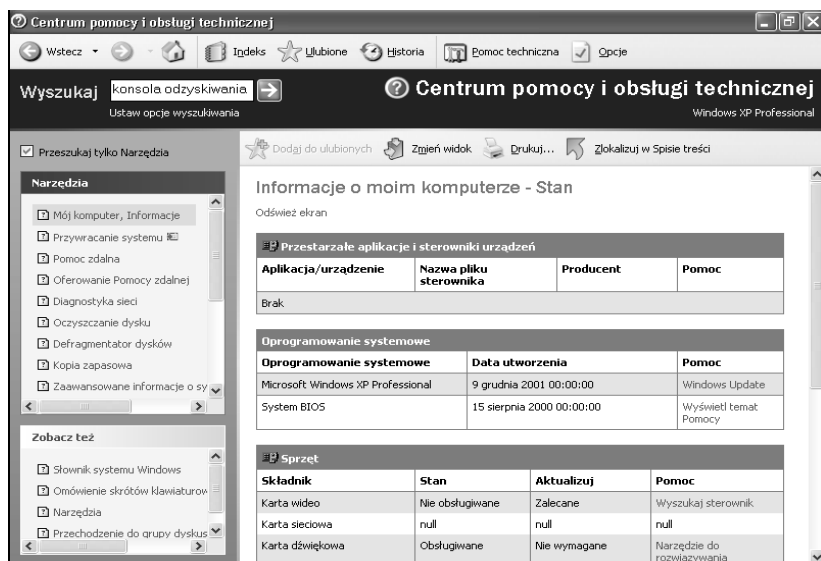 Centrum pomocy i obsługi technicznej
Wstecz Indeks Ulubione Historia Pomoc techniczna Opcje
Wyszukaj konsola odzyskiwania Centrum pomocy i obsługi technicznej
Ustaw opcje wyszukiwania Windows XP Professional
Przeszukaj tylko Narzędzia
Narzędzia
Mój komputer, Informacje
Przywracanie systemu
Pomoc zdalna
Oferowanie Pomocy zdalnej
Diagnostyka sieci
Oczyszczanie dysku
Defragmentator dysków
Kopia zapasowa
Zaawansowane informacje o sy
Zobacz też
Słownik systemu Windows
Omówienie skrótów klawiaturow
Narzędzia
Przechodzenie do grupy dyskus
Dodaj do ulubionych Zmień widok Drukuj... Zlokalizuj w Spisie treści
Informacje o moim komputerze - Stan
Odśwież ekran
Przestarzałe aplikacje i sterowniki urządzeń
Aplikacja/urządzenie Nazwa pliku sterownika Producent Pomoc
Brak
Oprogramowanie systemowe
Oprogramowanie systemowe Data utworzenia Pomoc
Microsoft Windows XP Professional 9 grudnia 2001 00:00:00 Windows Update
System BIOS 15 sierpnia 2000 00:00:00 Wyświetl temat Pomocy
Sprzęt
Składnik Stan Aktualizuj Pomoc
Karta wideo Nie obsługiwane Zalecane Wyszukaj sterownik
Karta sieciowa null null null
Karta dźwiękowa Obsługiwane Nie wymagane Narzędzie do rozwiązywania